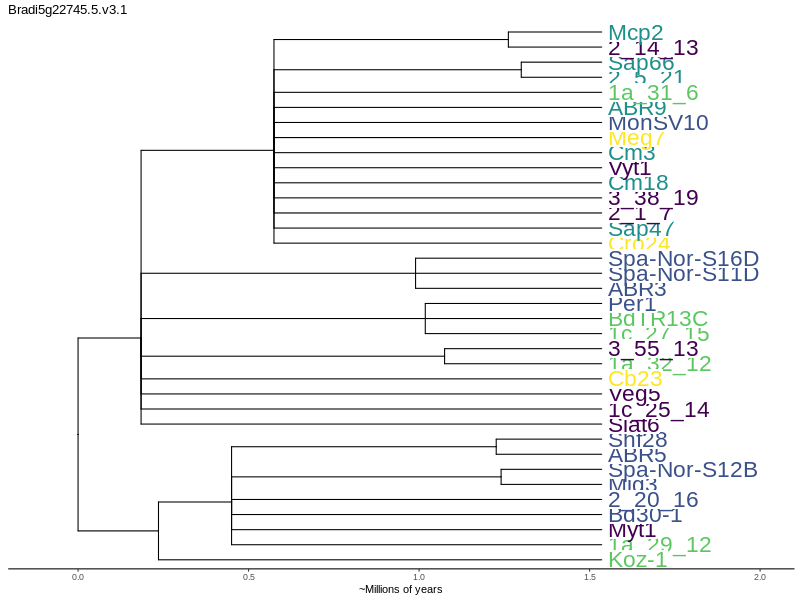 Bradi5g22745.5.v3.1
Mcp2
2_14_13
Sap66
2_5_21
1a_31_6
ABR9
MonSV10
Meg7
Cm3
Vyt1
Cm18
3_38_19
2_1_7
Sap47
Cro24
Spa-Nor-S16D
Spa-Nor-S11D
ABR3
Per1
BdTR13C
1c_27_15
3_55_13
1a_32_12
Cb23
Veg5
1c_25_14
Slat6
Snf28
ABR5
Spa-Nor-S12B
Mig3
2_20_16
Bd30-1
Myt1
1a_29_12
Koz-1
0.0 0.5 1.0 1.5 2.0
~Millions of years